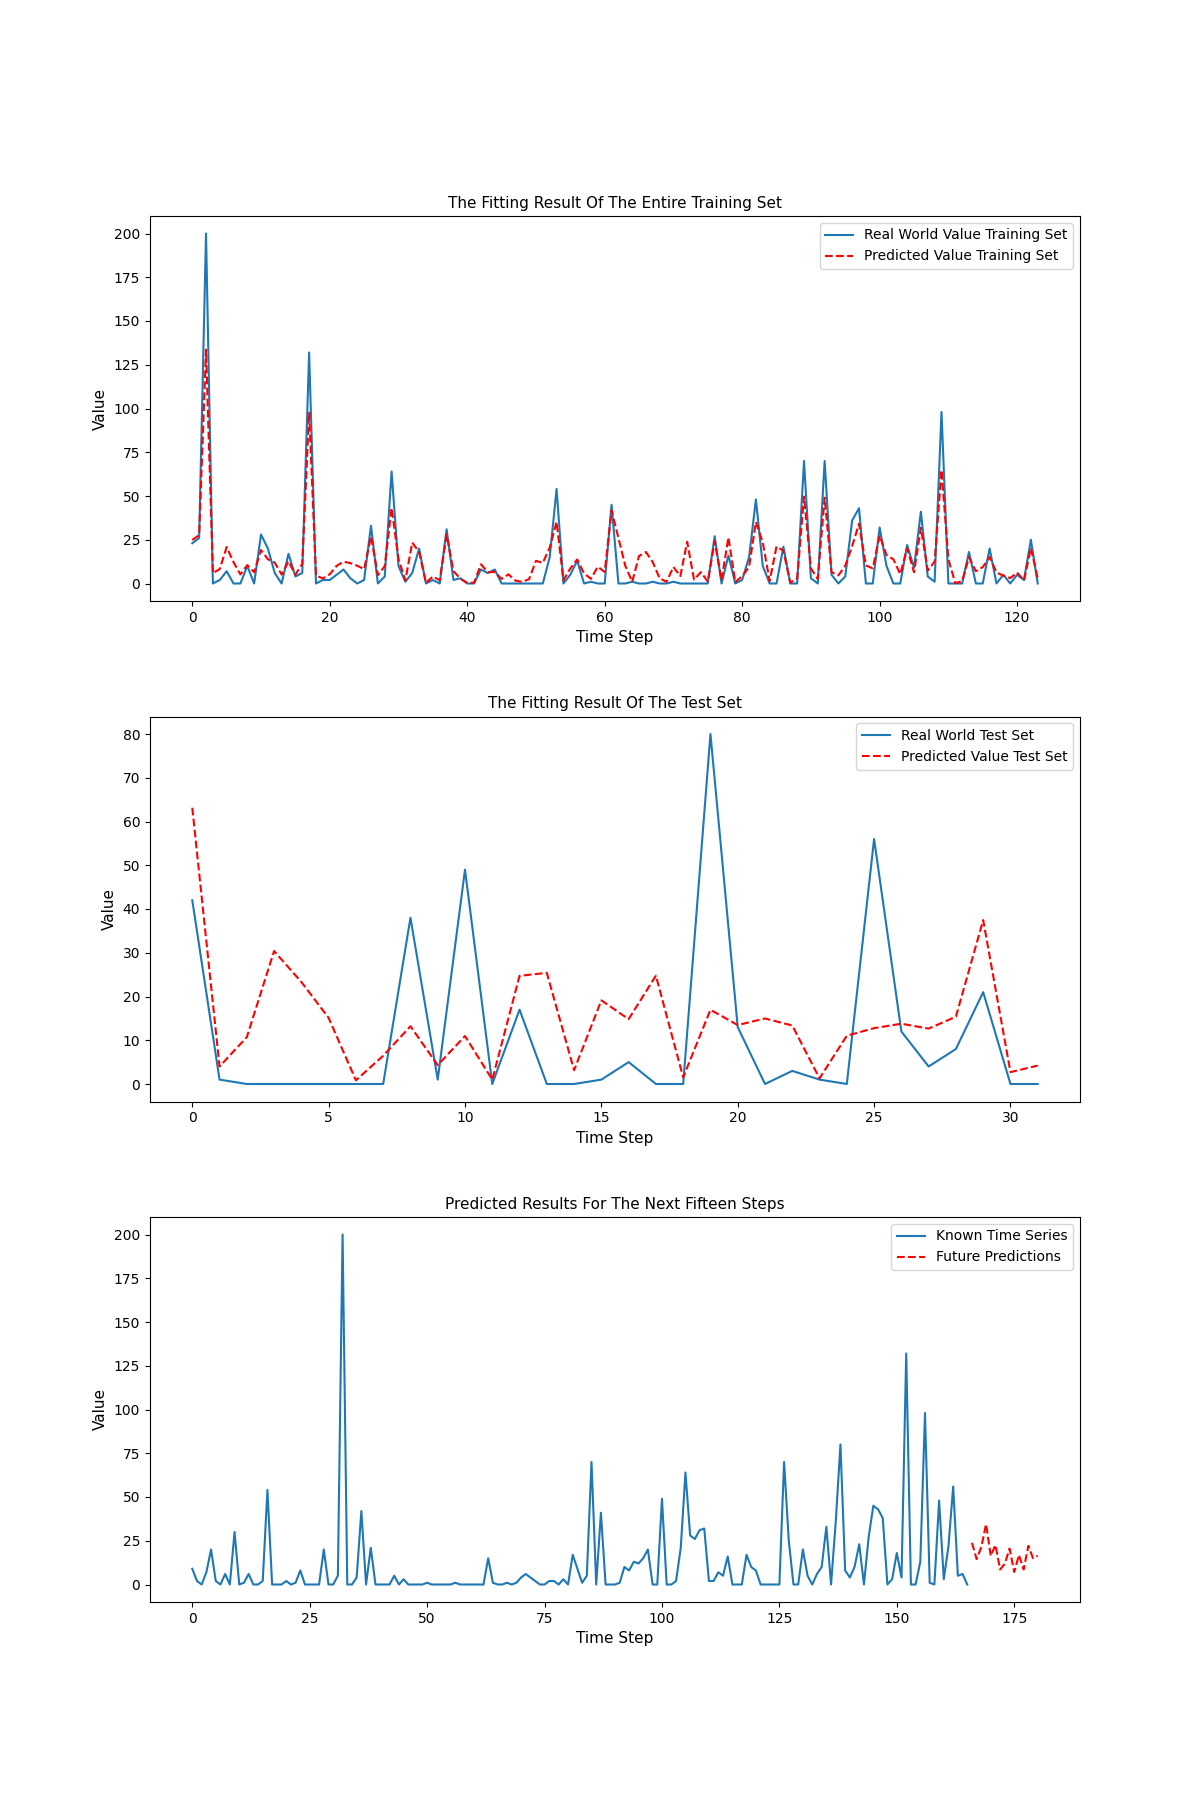 The Fitting Result Of The Entire Training Set
200
175
150
125
100
75
50
25
0
Value
Real World Value Training Set
Predicted Value Training Set
0 20 40 60 80 100 120
Time Step
The Fitting Result Of The Test Set
80
70
60
50
40
30
20
10
0
Value
Real World Test Set
Predicted Value Test Set
0 5 10 15 20 25 30
Time Step
Predicted Results For The Next Fifteen Steps
200
175
150
125
100
75
50
25
0
Value
Known Time Series
Future Predictions
0 25 50 75 100 125 150 175
Time Step